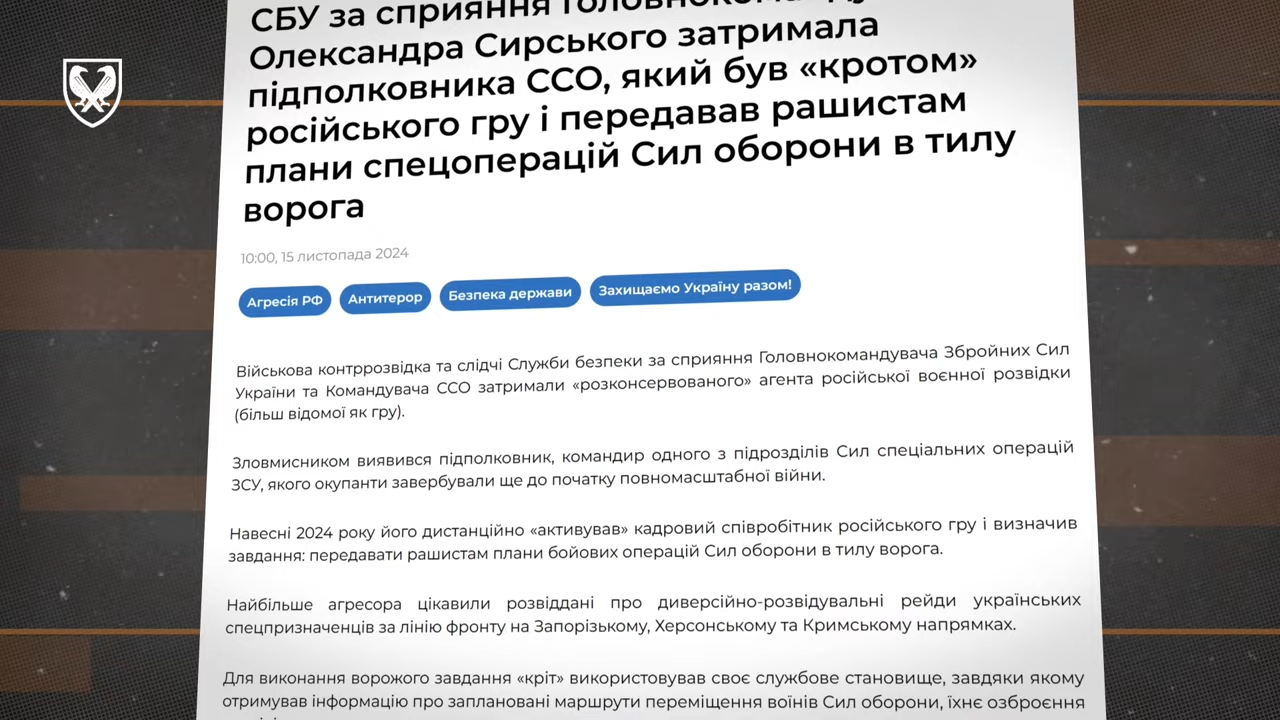 СБУ за сприяння
Олександра Сирського затримала
підполковника ССО, який був «кротом»
російського гру і передавав рашистам
плани спецоперацій Сил оборони в тилу
ворога
10:00, 15 листопада 2024
Агресія РФ Антитерор Безпека держави Захищаємо Україну разом!
Військова контррозвідка та слідчі Служби безпеки за сприяння Головнокомандувача Збройних Сил
України та Командувача ССО затримали «розконсервованого» агента російської воєнної розвідки
(більш відомої як гру).
Зловмисником виявився підполковник, командир одного з підрозділів Сил спеціальних операцій
ЗСУ, якого окупанти завербували ще до початку повномасштабної війни.
Навесні 2024 року його дистанційно «активував» кадровий співробітник російського гру і визначив
завдання: передавати рашистам плани бойових операцій Сил оборони в тилу ворога.
Найбільше агресора цікавили розвіддані про диверсійно-розвідувальні рейди українських
спецпризначенців за лінію фронту на Запорізькому, Херсонському та Кримському напрямках.
Для виконання ворожого завдання «кріт» використовував своє службове становище, завдяки якому
отримував інформацію про заплановані маршрути переміщення воїнів Сил оборони, їхнє озброєння